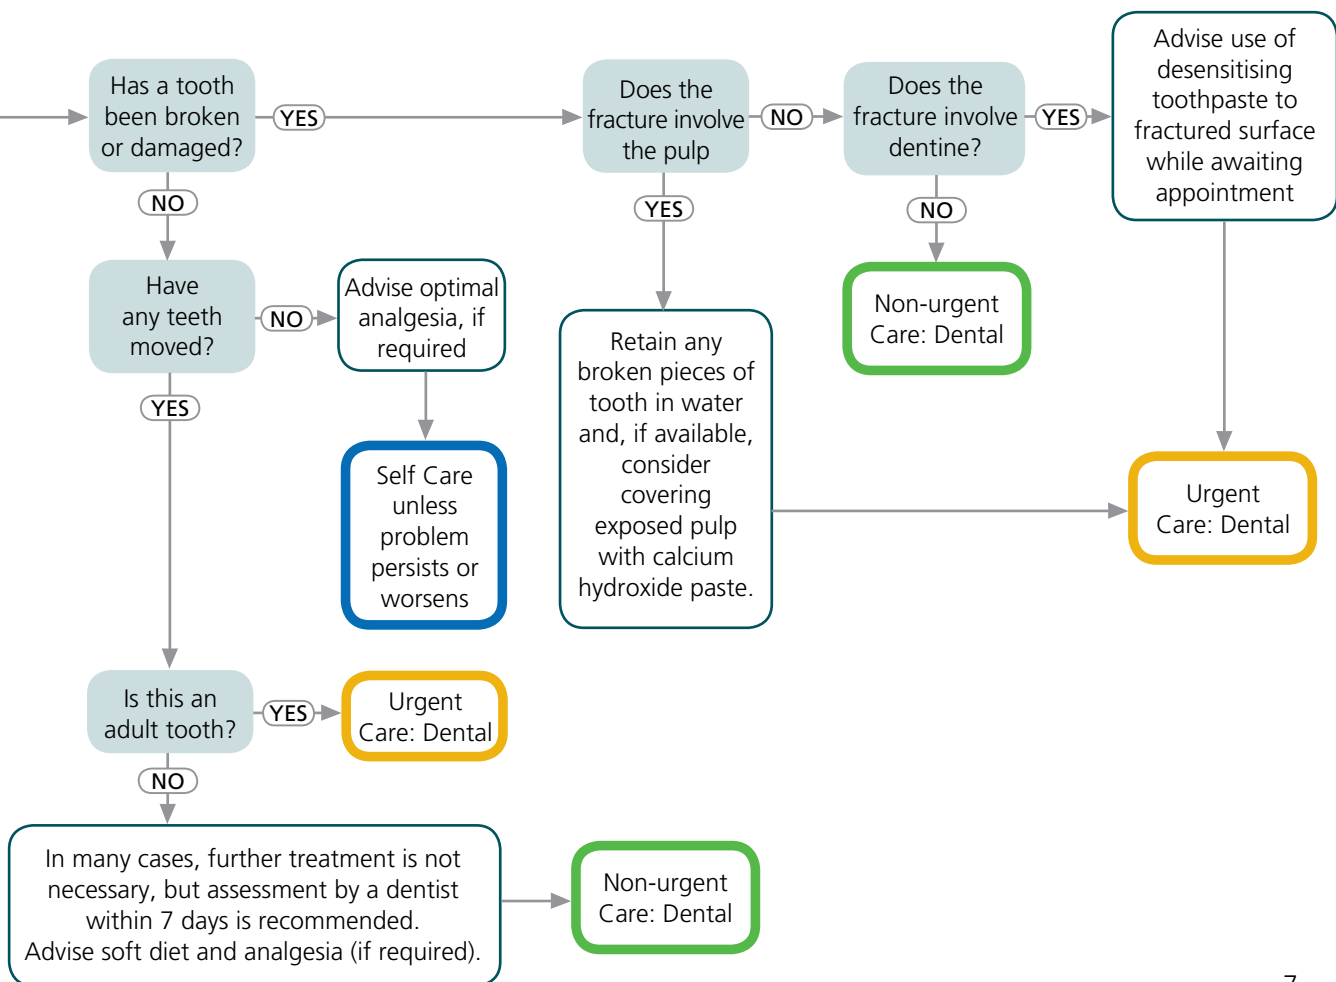 Has a tooth
been broken
or damaged?
YES
Does the
fracture involve
the pulp
NO
Does the
fracture involve
dentine?
YES
Advise use of
desensitising
toothpaste to
fractured surface
while awaiting
appointment
NO
YES
NO
Have
any teeth
moved?
NO
Advise optimal
analgesia, if
required
Non-urgent
Care: Dental
Retain any
broken pieces of
tooth in water
and, if available,
consider
covering
exposed pulp
with calcium
hydroxide paste.
YES
Self Care
unless
problem
persists or
worsens
Urgent
Care: Dental
Is this an
adult tooth?
YES
Urgent
Care: Dental
NO
In many cases, further treatment is not
necessary, but assessment by a dentist
within 7 days is recommended.
Advise soft diet and analgesia (if required).
Non-urgent
Care: Dental